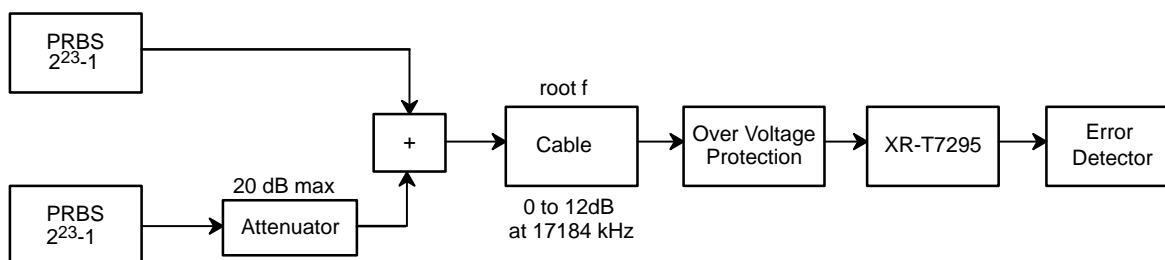 PRBS
2²³-1
root f
+
Cable
Over Voltage
Protection
XR-T7295
Error
Detector
20 dB max
PRBS
2²³-1
Attenuator
0 to 12dB
at 17184 kHz